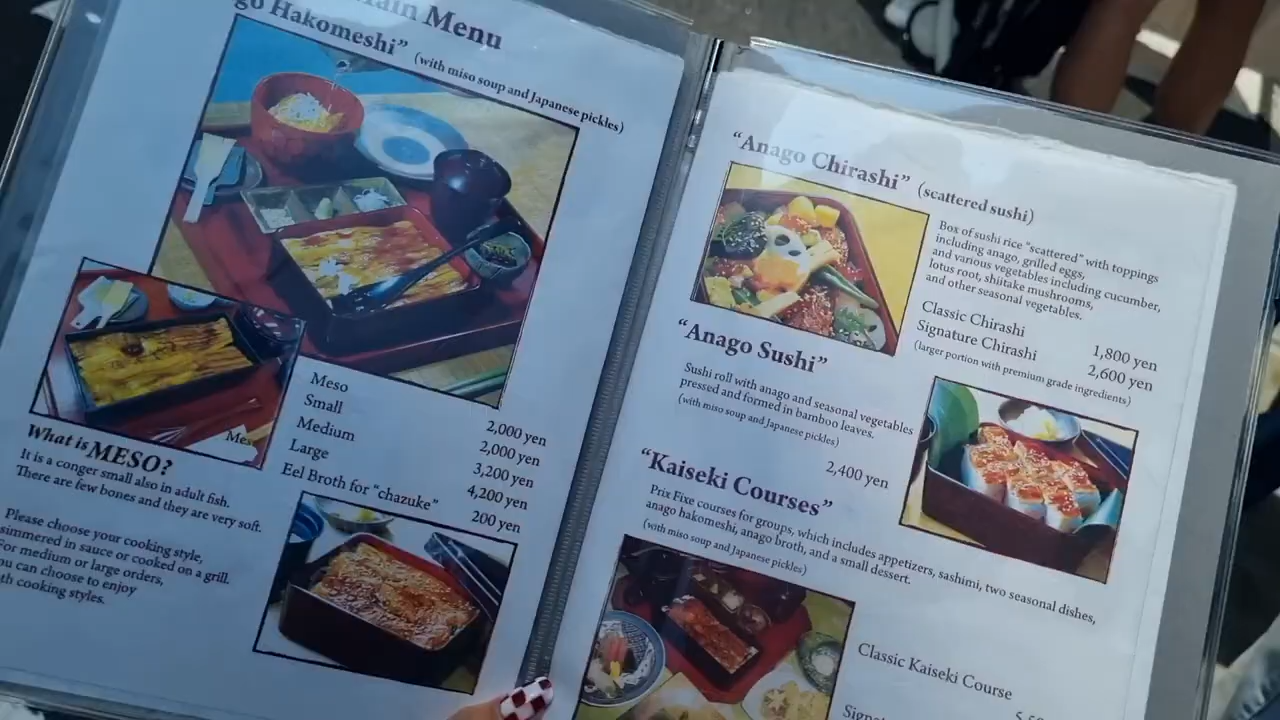 Main Menu
go Hakomeshi” (with miso soup and Japanese pickles)
Meso 2,000 yen
Small 2,000 yen
Medium 3,200 yen
Large 4,200 yen
Eel Broth for “chazuke” 200 yen
Mes
What is MESO?
It is a conger small also in adult fish.
There are few bones and they are very soft.
Please choose your cooking style,
simmered in sauce or cooked on a grill.
For medium or large orders,
you can choose to enjoy
cooking styles.
“Anago Chirashi” (scattered sushi)
Box of sushi rice “scattered” with toppings
including anago, grilled eggs,
and various vegetables including cucumber,
lotus root, shiitake mushrooms,
and other seasonal vegetables.
Classic Chirashi 1,800 yen
Signature Chirashi 2,600 yen
(larger portion with premium grade ingredients)
“Anago Sushi”
Sushi roll with anago and seasonal vegetables
pressed and formed in bamboo leaves.
(with miso soup and Japanese pickles)
2,400 yen
“Kaiseki Courses”
Prix Fixe courses for groups, which includes appetizers, sashimi, two seasonal dishes,
anago hakomeshi, anago broth, and a small dessert.
(with miso soup and Japanese pickles)
Classic Kaiseki Course